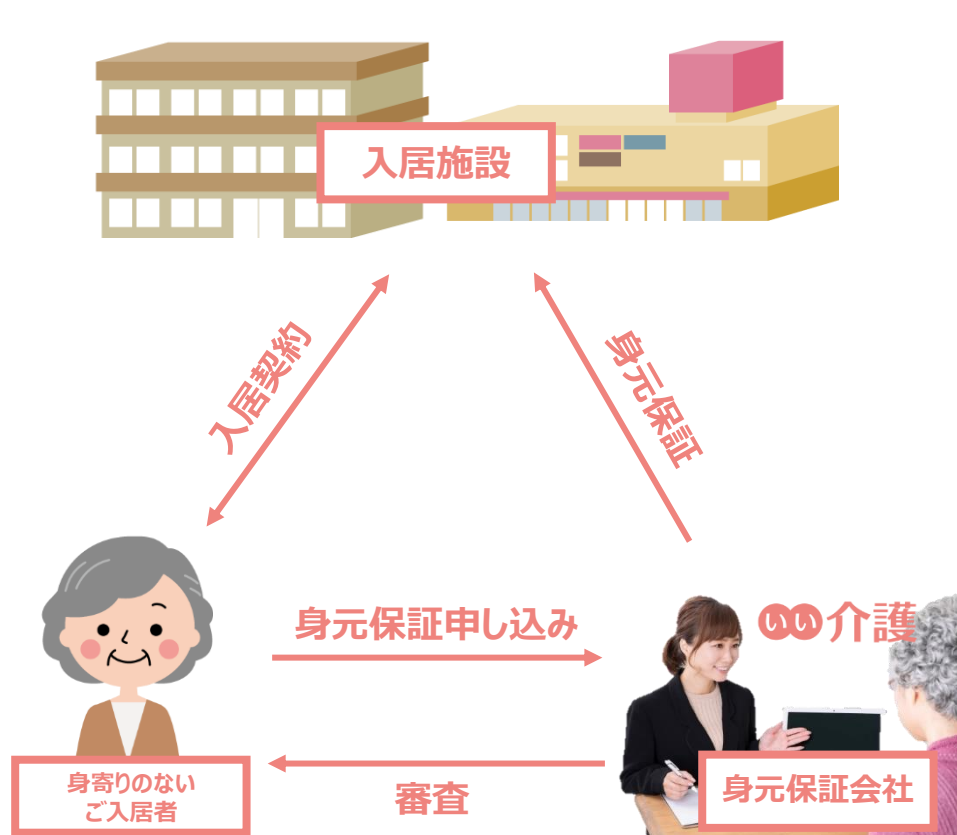 入居施設
入居契約
身元保証
身元保証申し込み
いい介護
身寄りのない
ご入居者
審査
身元保証会社